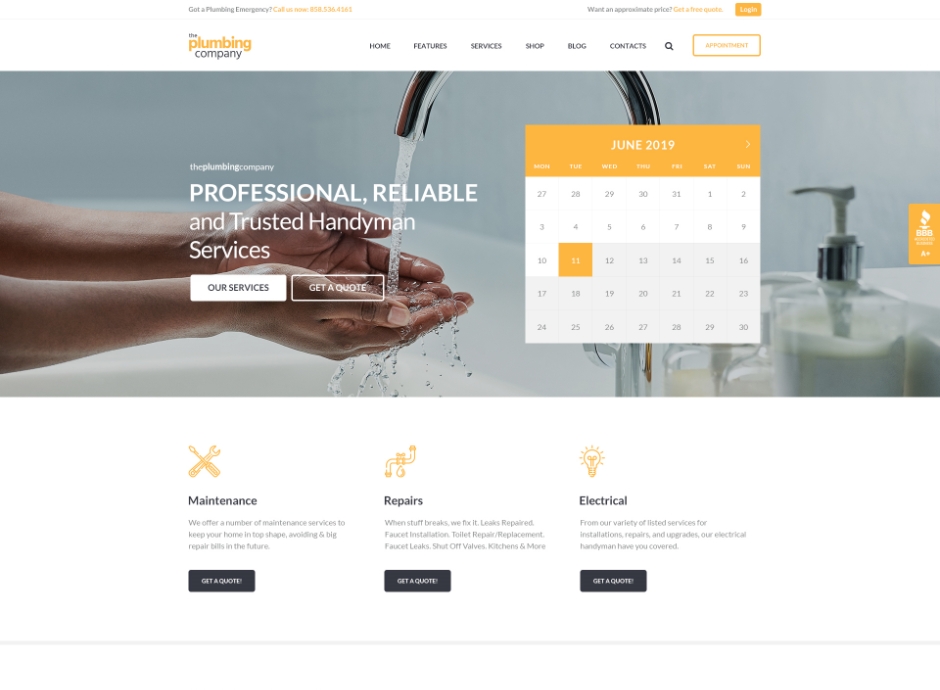 Got a Plumbing Emergency? Call us now: 858.536.4161
Want an approximate price? Get a free quote.
Login
the
plumbing
company
HOME
FEATURES
SERVICES
SHOP
BLOG
CONTACTS
APPOINTMENT
theplumbingcompany
PROFESSIONAL, RELIABLE
and Trusted Handyman
Services
OUR SERVICES
GET A QUOTE
JUNE 2019
MON TUE WED THU FRI SAT SUN
27 28 29 30 31 1 2
3 4 5 6 7 8 9
10 11 12 13 14 15 16
17 18 19 20 21 22 23
24 25 26 27 28 29 30
BBB
A+
Maintenance
We offer a number of maintenance services to
keep your home in top shape, avoiding & big
repair bills in the future.
GET A QUOTE!
Repairs
When stuff breaks, we fix it. Leaks Repaired.
Faucet Installation. Toilet Repair/Replacement.
Faucet Leaks. Shut Off Valves. Kitchens & More
GET A QUOTE!
Electrical
From our variety of listed services for
installations, repairs, and upgrades, our electrical
handyman have you covered.
GET A QUOTE!